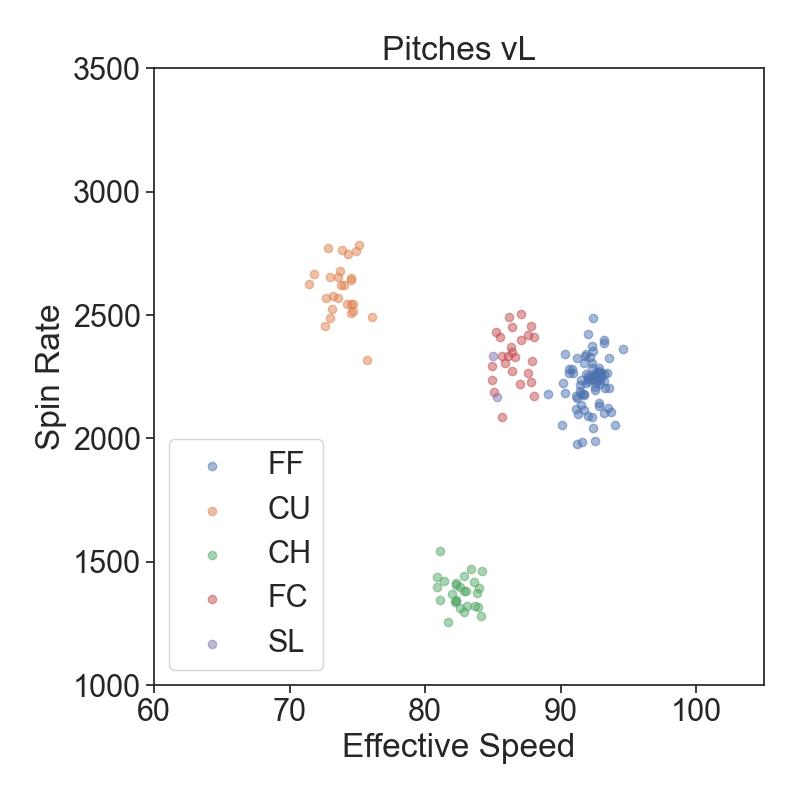 Pitches vL
3500
3000
2500
2000
1500
1000
Spin Rate
FF
CU
CH
FC
SL
60 70 80 90 100
Effective Speed